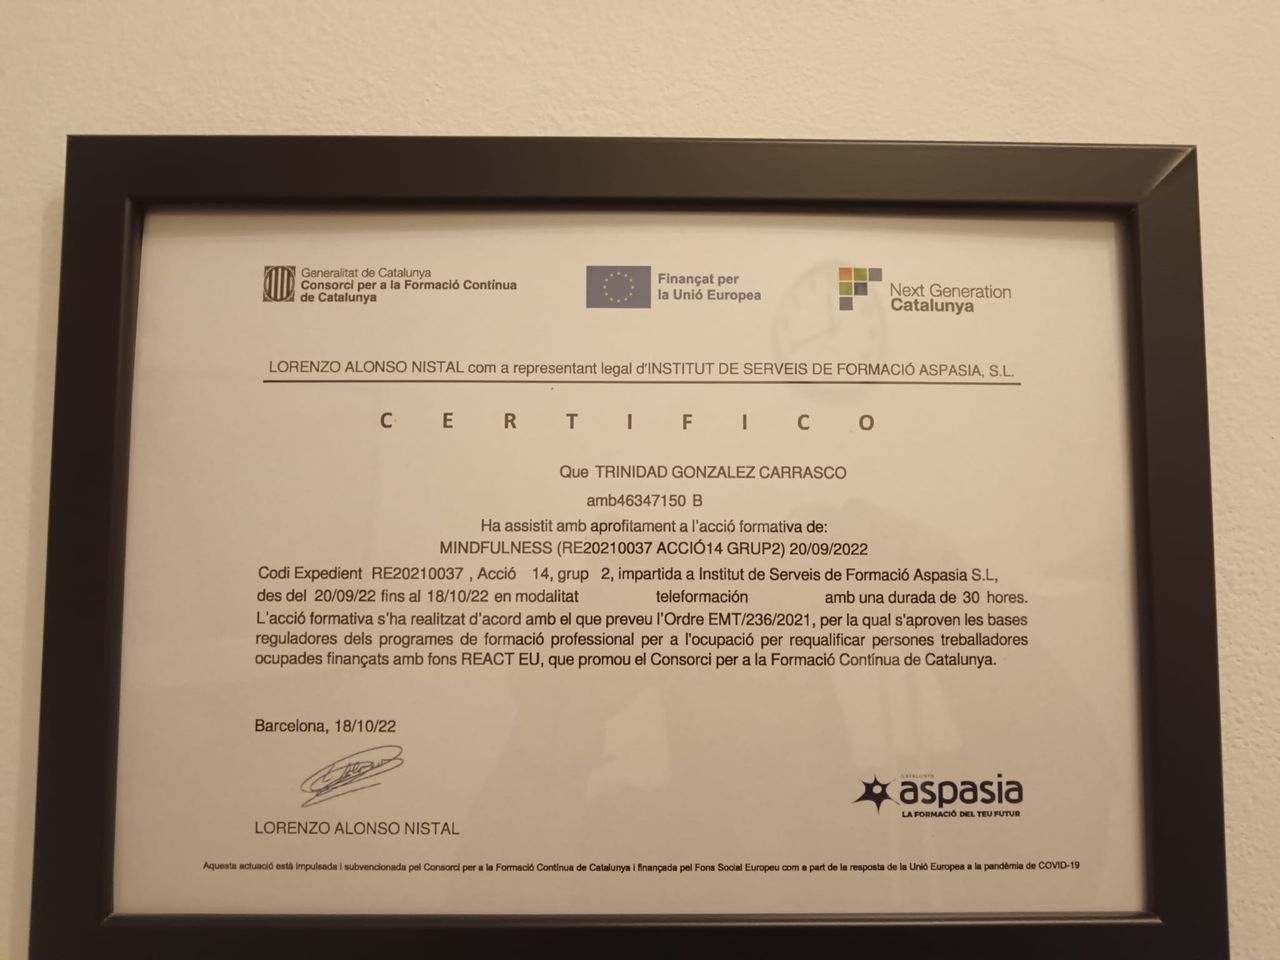 Generalitat de Catalunya
Consorci per a la Formació Contínua
de Catalunya
Finançat per
la Unió Europea
Next Generation
Catalunya
LORENZO ALONSO NISTAL com a representant legal d'INSTITUT DE SERVEIS DE FORMACIÓ ASPASIA, S.L.
C E R T I F I C O
Que TRINIDAD GONZALEZ CARRASCO
amb46347150 B
Ha assistit amb aprofitament a l'acció formativa de:
MINDFULNESS (RE20210037 ACCIÓ14 GRUP2) 20/09/2022
Codi Expedient RE20210037 , Acció 14, grup 2, impartida a Institut de Serveis de Formació Aspasia S.L,
des del 20/09/22 fins al 18/10/22 en modalitat teleformación amb una durada de 30 hores.
L'acció formativa s'ha realitzat d'acord amb el que preveu l'Ordre EMT/236/2021, per la qual s'aproven les bases
reguladores dels programes de formació professional per a l'ocupació per requalificar persones treballadores
ocupades finançats amb fons REACT EU, que promou el Consorci per a la Formació Contínua de Catalunya.
Barcelona, 18/10/22
LORENZO ALONSO NISTAL
CATALUNYA
aspasia
LA FORMACIÓ DEL TEU FUTUR
Aquesta actuació està impulsada i subvencionada pel Consorci per a la Formació Contínua de Catalunya i finançada pel Fons Social Europeu com a part de la resposta de la Unió Europea a la pandèmia de COVID-19